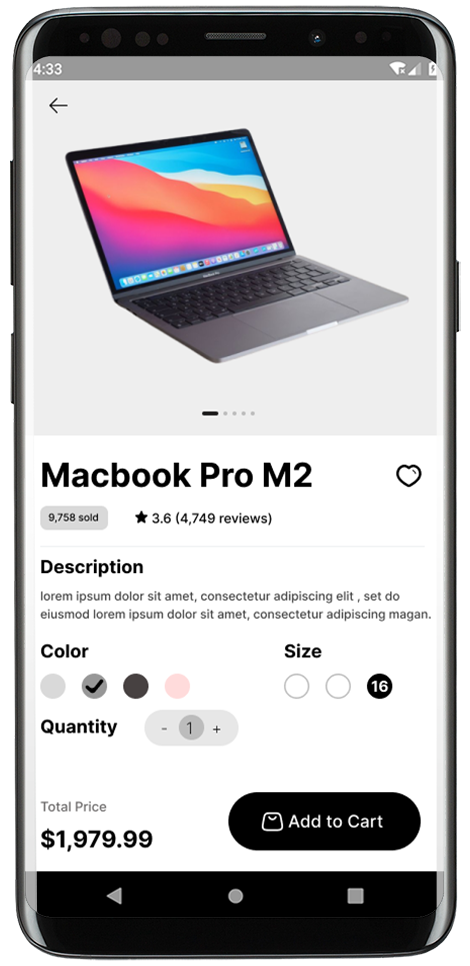 4:33
Macbook Pro M2
9,758 sold
3.6 (4,749 reviews)
Description
lorem ipsum dolor sit amet, consectetur adipiscing elit , set do
eiusmod lorem ipsum dolor sit amet, consectetur adipiscing magan.
Color
Size
16
Quantity
- 1 +
Total Price
$1,979.99
Add to Cart